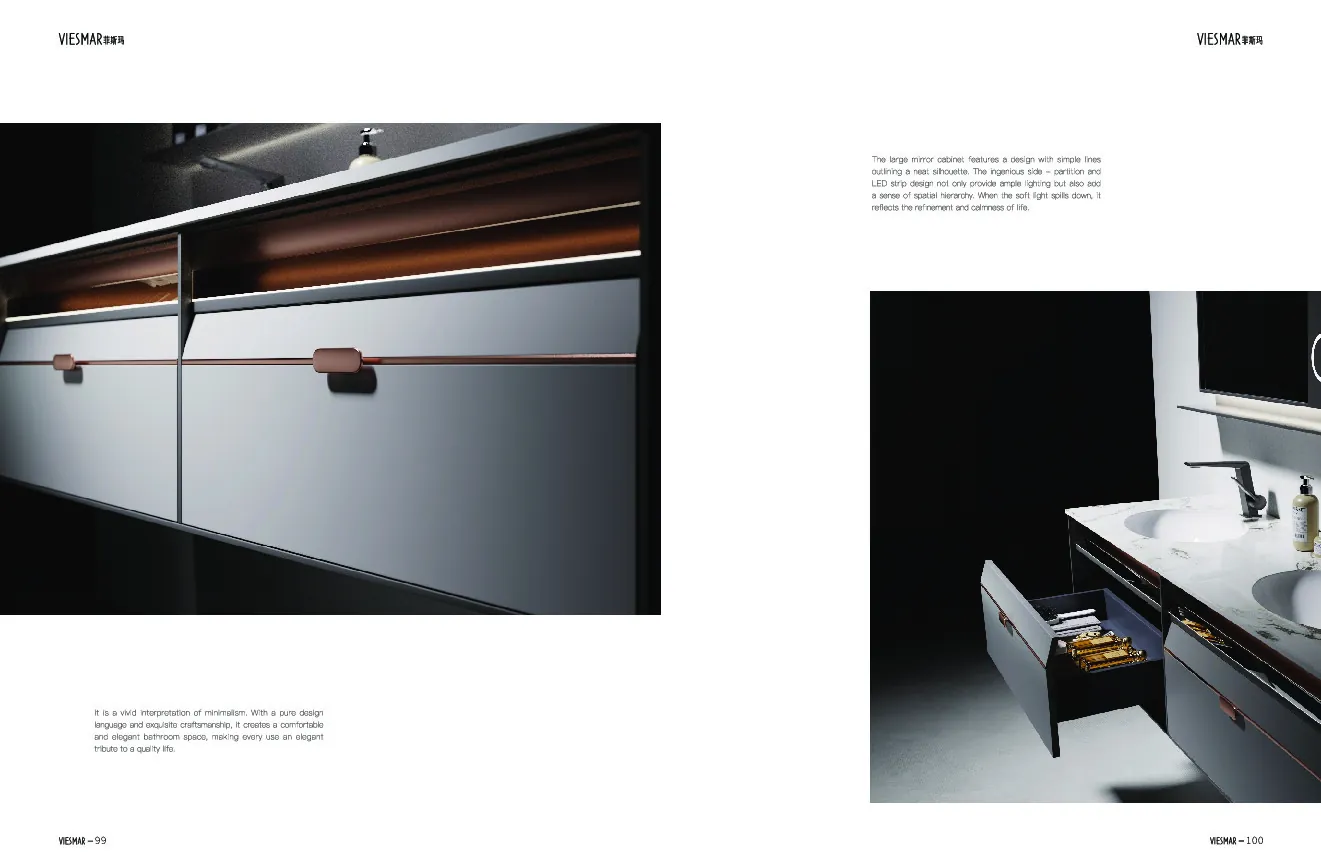 VIESMAR菲斯玛
VIESMAR菲斯玛
The large mirror cabinet features a design with simple lines
outlining a neat silhouette. The ingenious side – partition and
LED strip design not only provide ample lighting but also add
a sense of spatial hierarchy. When the soft light spills down, it
reflects the refinement and calmness of life.
It is a vivid interpretation of minimalism. With a pure design
language and exquisite craftsmanship, it creates a comfortable
and elegant bathroom space, making every use an elegant
tribute to a quality life.
VIESMAR – 99
VIESMAR – 100